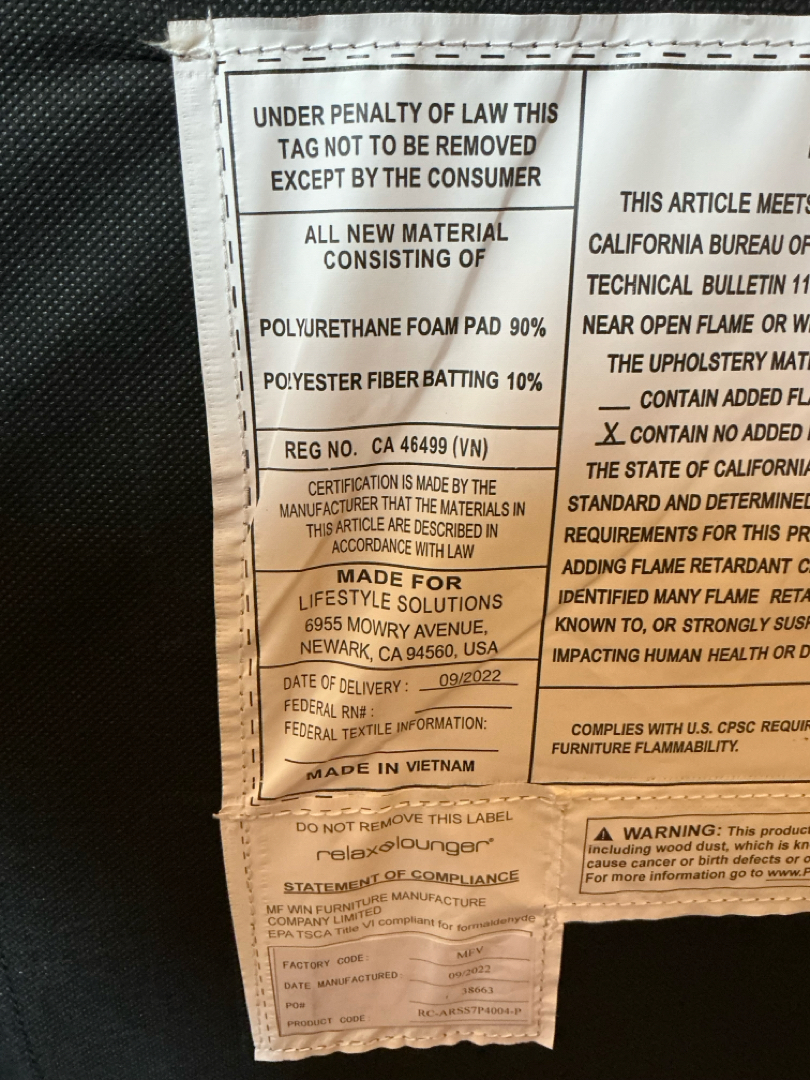 UNDER PENALTY OF LAW THIS
TAG NOT TO BE REMOVED
EXCEPT BY THE CONSUMER
ALL NEW MATERIAL
CONSISTING OF
POLYURETHANE FOAM PAD 90%
POLYESTER FIBER BATTING 10%
REG NO. CA 46499 (VN)
CERTIFICATION IS MADE BY THE
MANUFACTURER THAT THE MATERIALS IN
THIS ARTICLE ARE DESCRIBED IN
ACCORDANCE WITH LAW
MADE FOR
LIFESTYLE SOLUTIONS
6955 MOWRY AVENUE,
NEWARK, CA 94560, USA
DATE OF DELIVERY : 09/2022
FEDERAL RN# :
FEDERAL TEXTILE INFORMATION:
MADE IN VIETNAM
THIS ARTICLE MEETS
CALIFORNIA BUREAU OF
TECHNICAL BULLETIN 11
NEAR OPEN FLAME OR
THE UPHOLSTERY
CONTAIN ADDED
X CONTAIN NO ADDED
THE STATE OF CALIFORNIA
STANDARD AND DETERMINED
REQUIREMENTS FOR THIS
ADDING FLAME RETARDANT
IDENTIFIED MANY FLAME
KNOWN TO, OR STRONGLY
IMPACTING HUMAN HEALTH OR
COMPLIES WITH U.S. CPSC
FURNITURE FLAMMABILITY.
DO NOT REMOVE THIS LABEL
relax lounger®
STATEMENT OF COMPLIANCE
MF WIN FURNITURE MANUFACTURE
COMPANY LIMITED
EPA TSCA Title VI compliant for formaldehyde
FACTORY CODE: MFV
DATE MANUFACTURED: 09/2022
PO# 38663
PRODUCT CODE: RC-ARSS7P4004-P
WARNING: This product
including wood dust, which is
cause cancer or birth defects or
For more information go to www.P